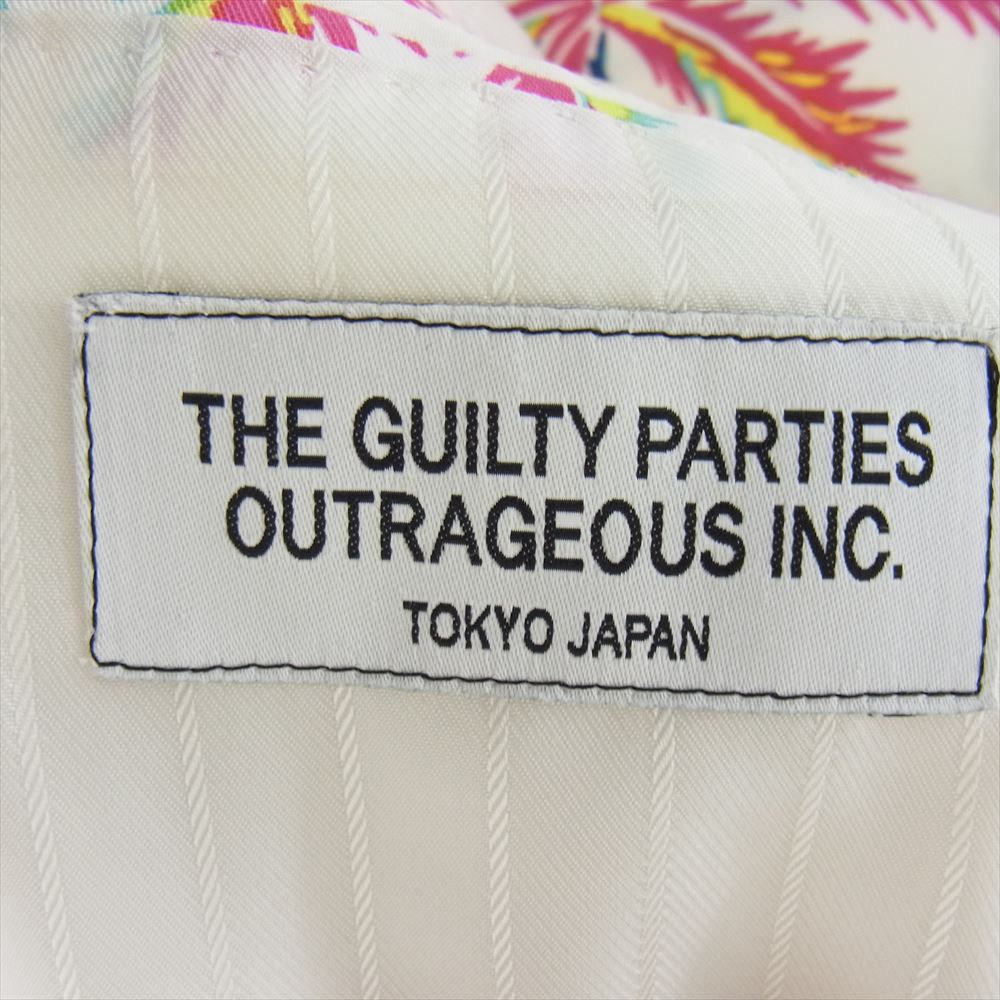 THE GUILTY PARTIES
OUTRAGEOUS INC.
TOKYO JAPAN